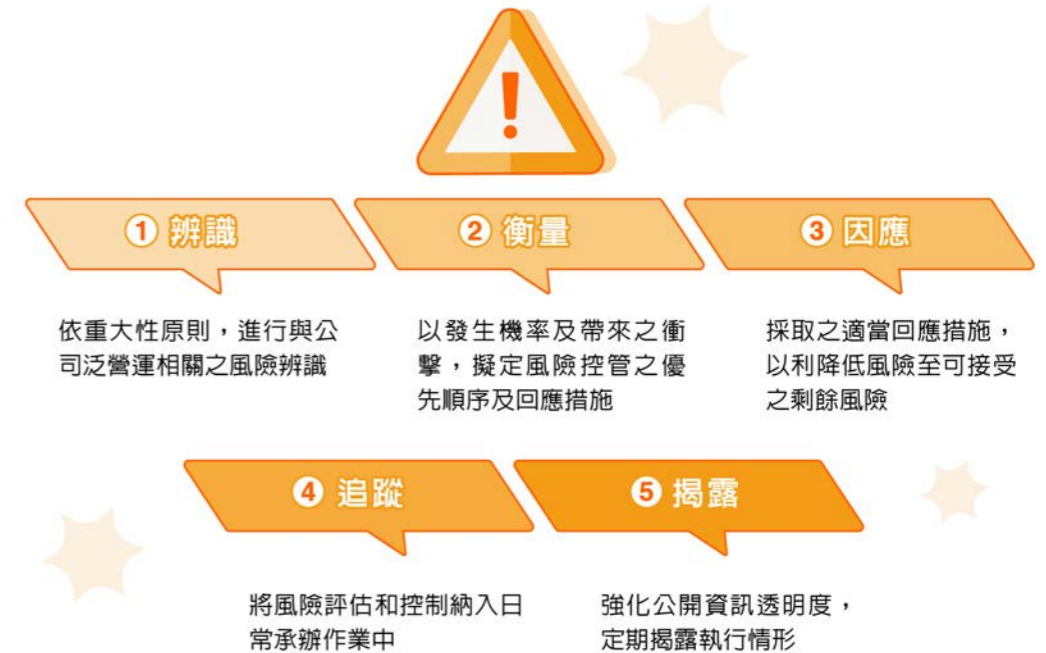 !
1 辨識
2 衡量
3 因應
依重大性原則，進行與公
司泛營運相關之風險辨識
以發生機率及帶來之衝
擊，擬定風險控管之優
先順序及回應措施
採取之適當回應措施，
以利降低風險至可接受
之剩餘風險
4 追蹤
5 揭露
將風險評估和控制納入日
常承辦作業中
強化公開資訊透明度，
定期揭露執行情形